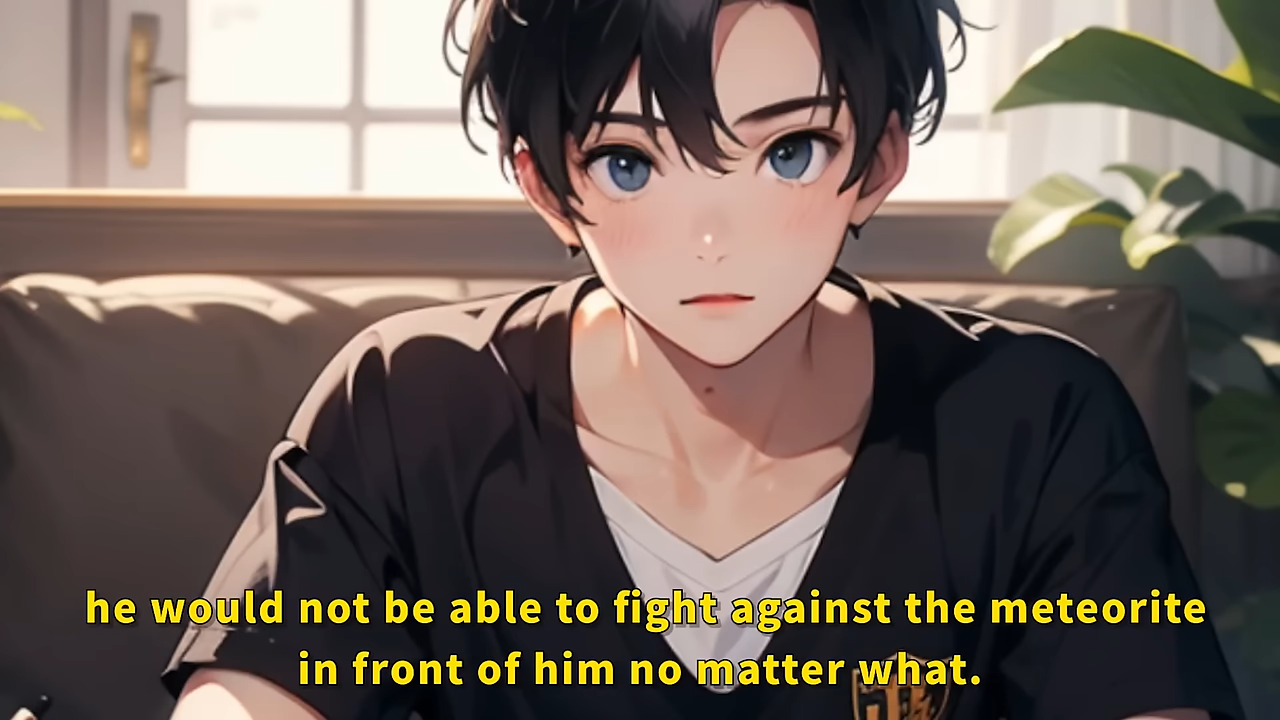 he would not be able to fight against the meteorite
in front of him no matter what.